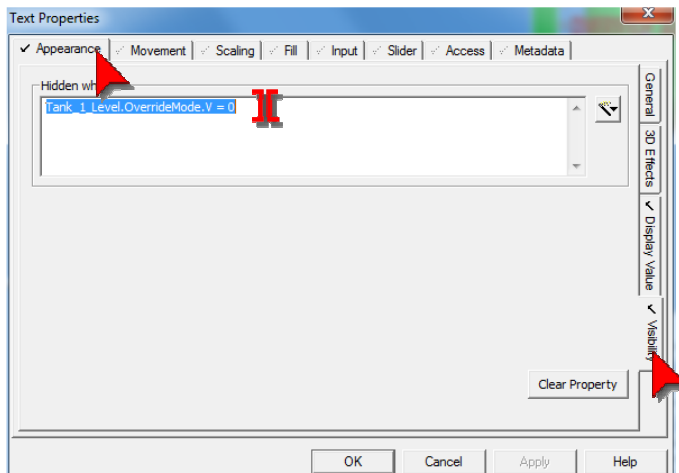 Text Properties
Appearance Movement Scaling Fill Input Slider Access Metadata
Hidden wh
Tank_1_Level.OverrideMode.V = 0
General
3D Effects
Display Value
Visibility
Clear Property
OK Cancel Apply Help